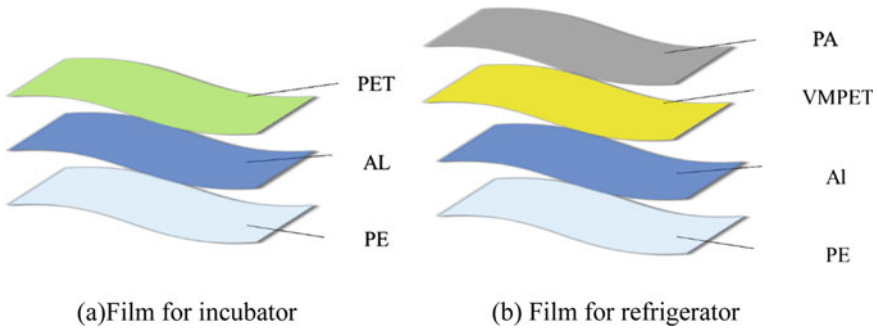 PET
AL
PE
(a)Film for incubator
PA
VMPET
Al
PE
(b) Film for refrigerator